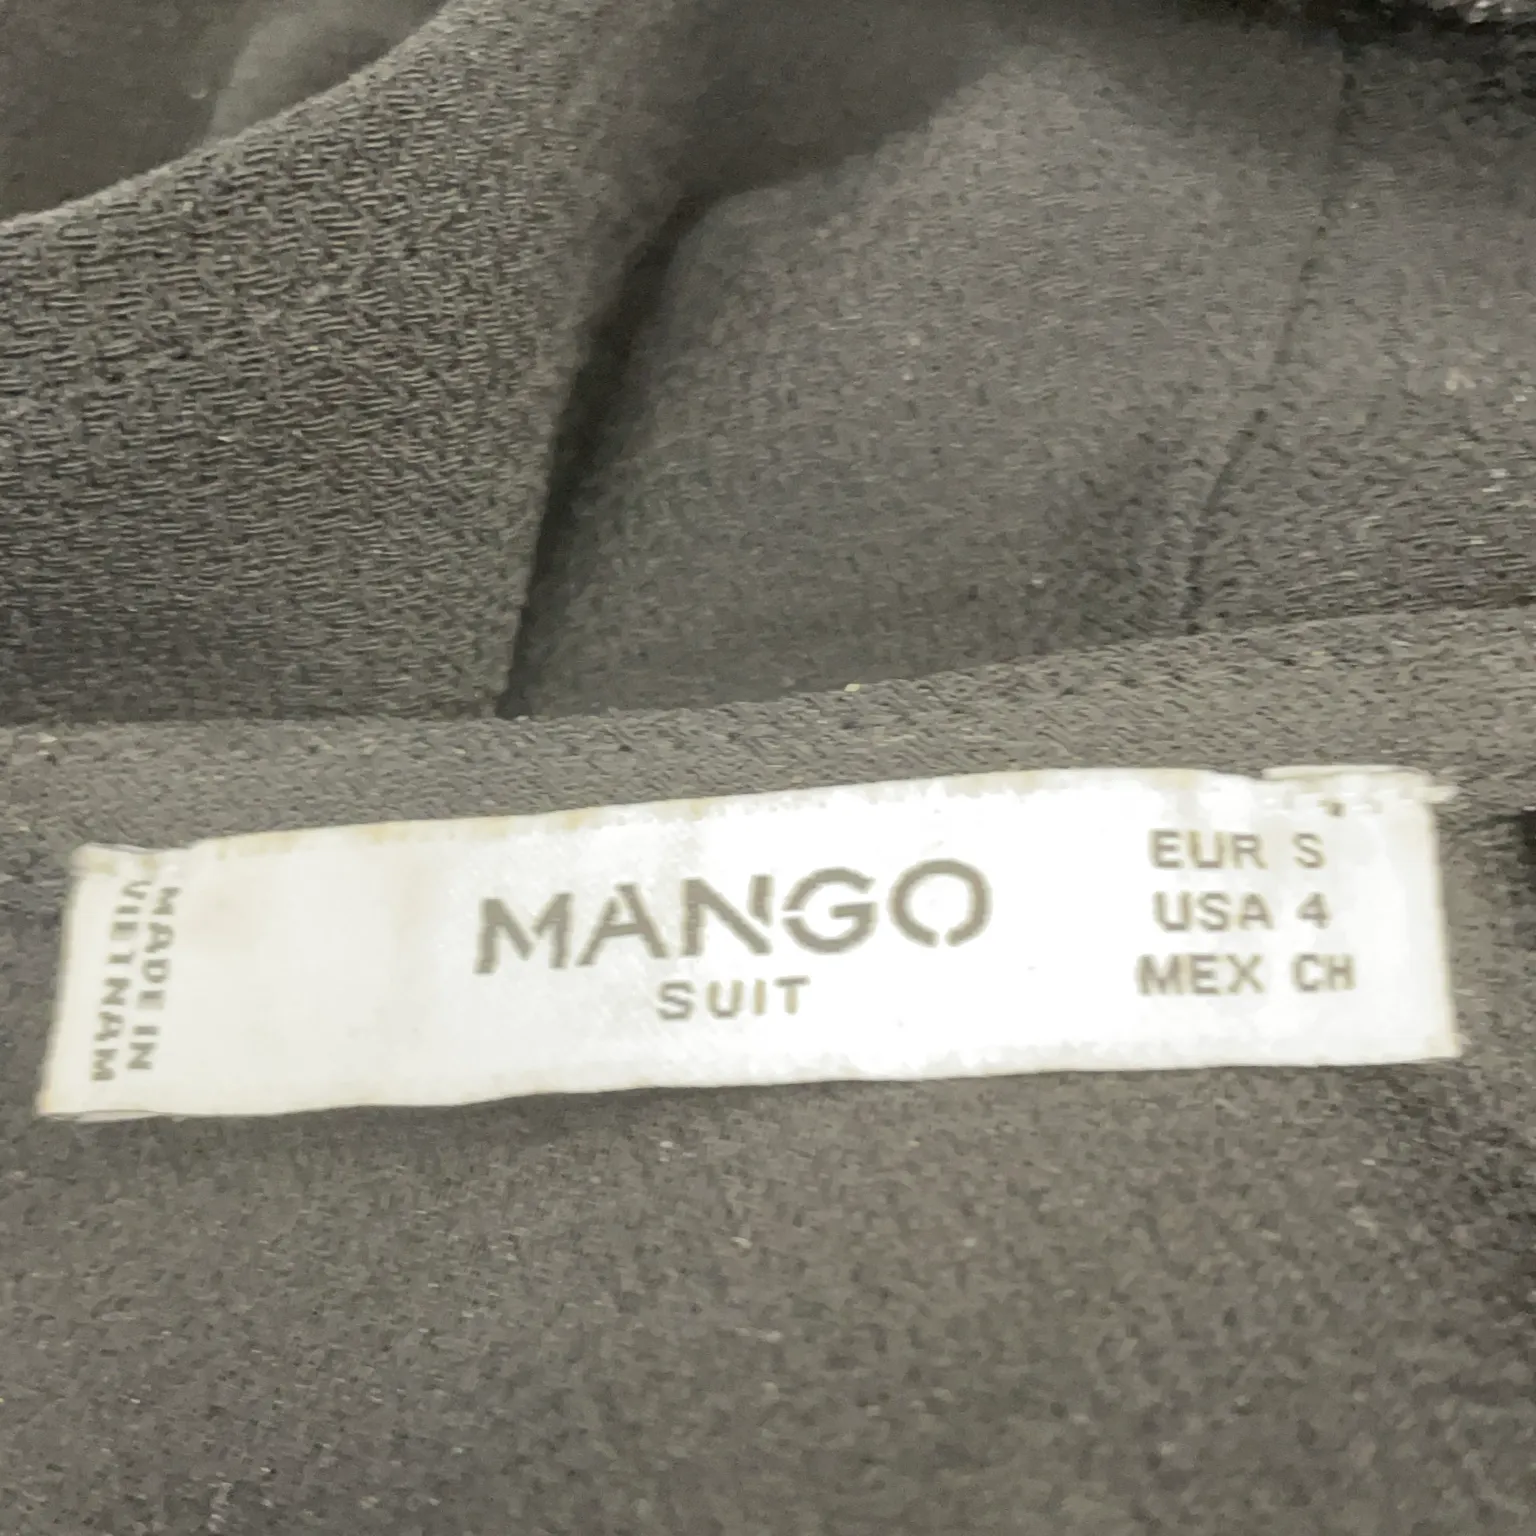 MADE IN
VIETNAM
MANGO
SUIT
EUR S
USA 4
MEX CH